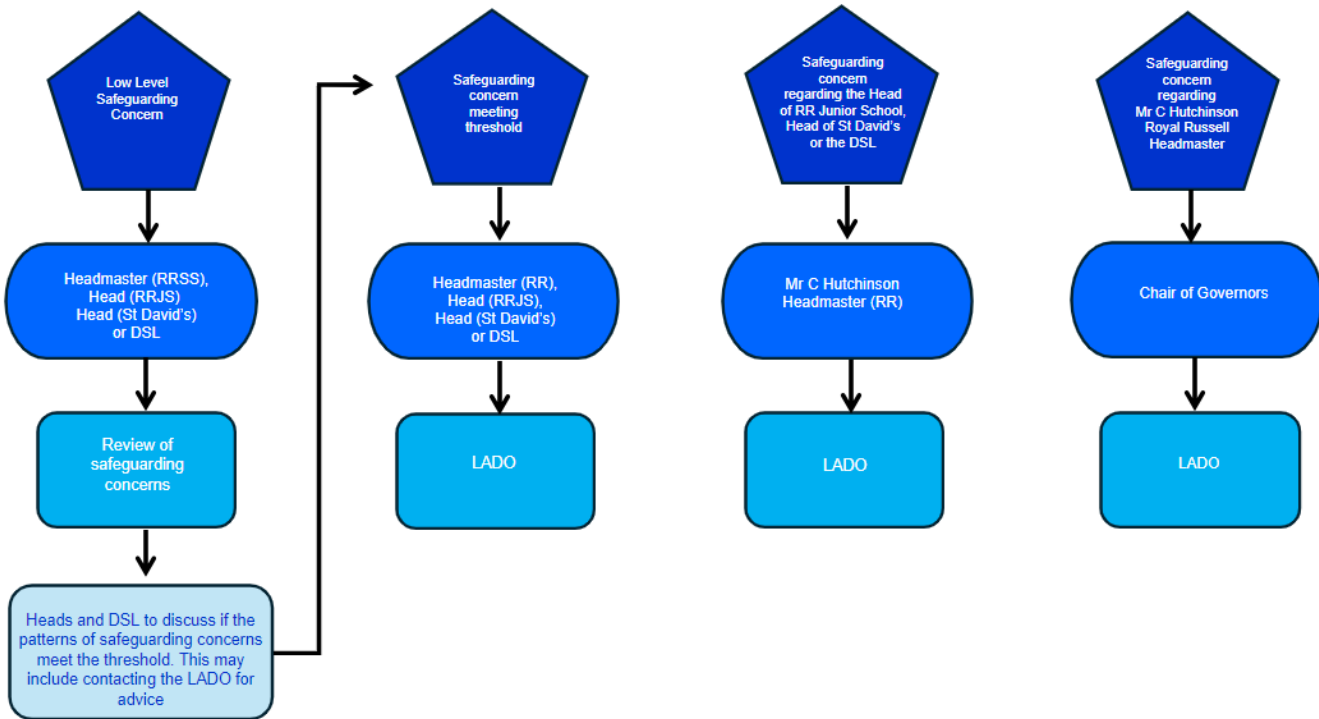 Low Level
Safeguarding
Concern
Headmaster (RRSS),
Head (RRJS)
Head (St David's)
or DSL
Review of
safeguarding
concerns
Heads and DSL to discuss if the
patterns of safeguarding concerns
meet the threshold. This may
include contacting the LADO for
advice
Safeguarding
concern
meeting
threshold
Headmaster (RR),
Head (RRJS),
Head (St David's)
or DSL
LADO
Safeguarding
concern
regarding the Head
of RR Junior School,
Head of St David's
or the DSL
Mr C Hutchinson
Headmaster (RR)
LADO
Safeguarding
concern
regarding
Mr C Hutchinson
Royal Russell
Headmaster
Chair of Governors
LADO